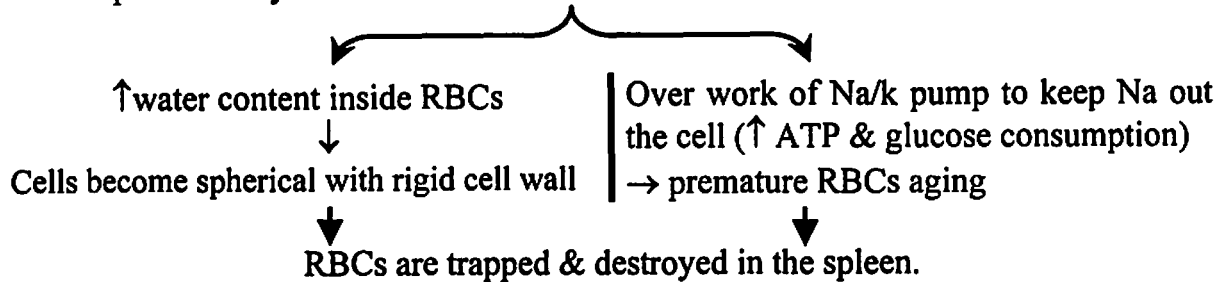 ↑water content inside RBCs
↓
Cells become spherical with rigid cell wall
Over work of Na/k pump to keep Na out
the cell (↑ ATP & glucose consumption)
→ premature RBCs aging
RBCs are trapped & destroyed in the spleen.